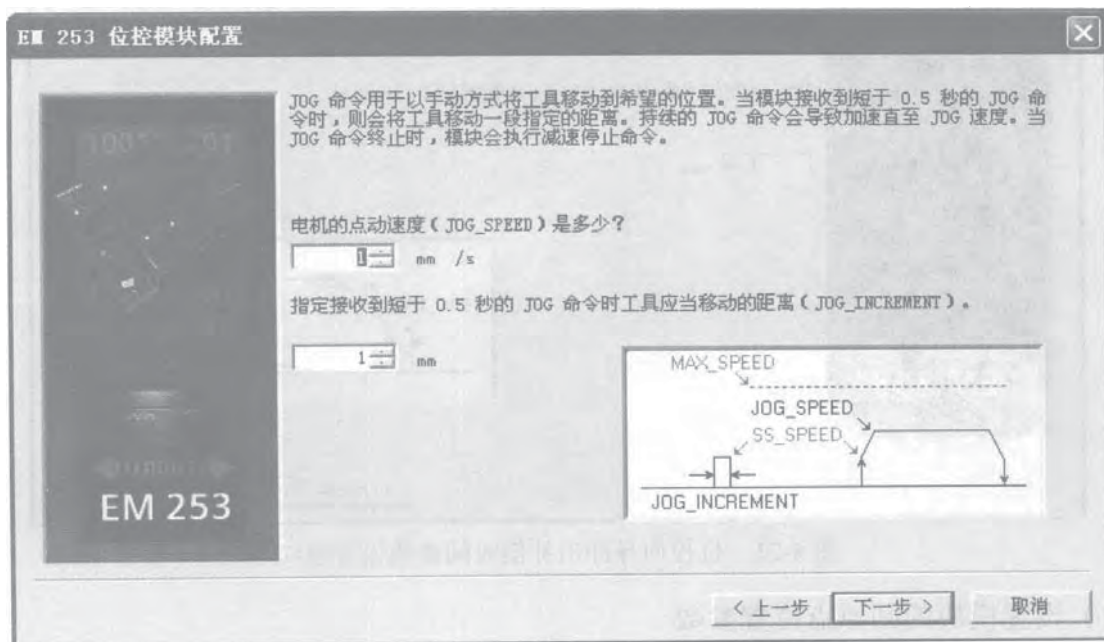 EM 253 位控模块配置
JOG 命令用于以手动方式将工具移动到希望的位置。当模块接收到短于 0.5 秒的 JOG 命
令时，则会将工具移动一段指定的距离。持续的 JOG 命令会导致加速直至 JOG 速度。当
JOG 命令终止时，模块会执行减速停止命令。
电机的点动速度（JOG_SPEED）是多少？
1 mm /s
指定接收到短于 0.5 秒的 JOG 命令时工具应当移动的距离（JOG_INCREMENT）。
1 mm
MAX_SPEED
JOG_SPEED
SS_SPEED
JOG_INCREMENT
EM 253
<上一步
下一步 >
取消